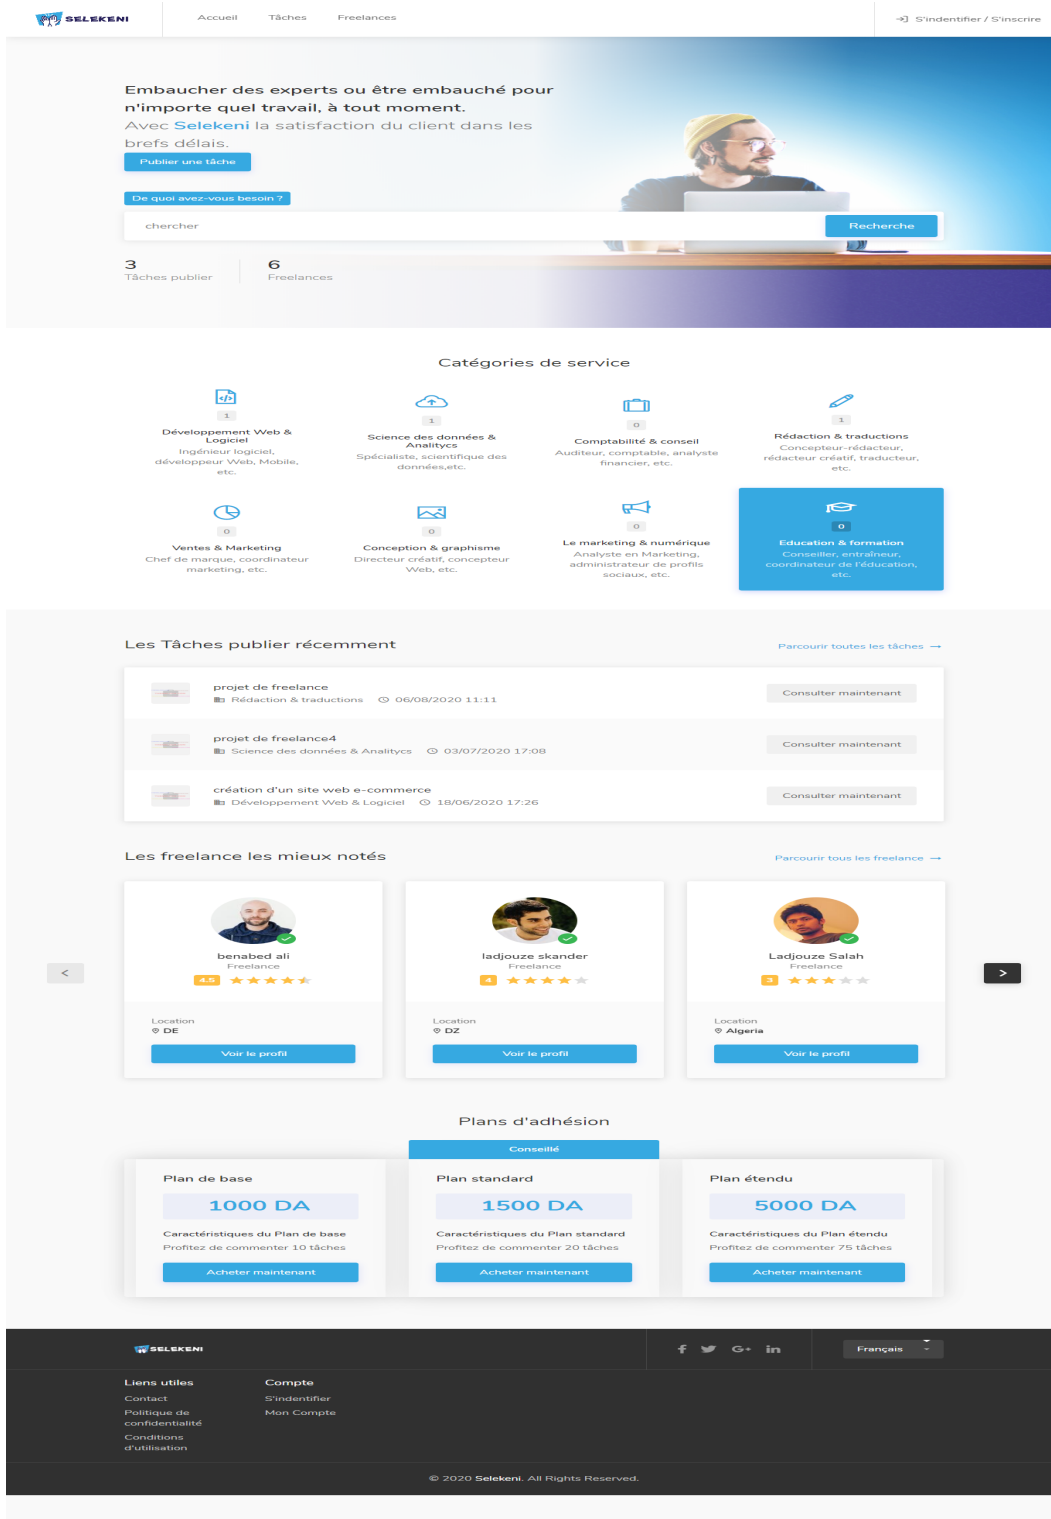 SELEKENI
Accueil
Tâches
Freelances
S'indentifier / S'inscrire
Embaucher des experts ou être embauché pour
n'importe quel travail, à tout moment.
Avec Selekeni la satisfaction du client dans les
brefs délais.
Publier une tâche
De quoi avez-vous besoin ?
chercher
Recherche
3
Tâches publier
6
Freelances
Catégories de service
1
Développement Web &
Logiciel
Ingénieur logiciel,
développeur Web, Mobile,
etc.
1
Science des données &
Analitycs
Spécialiste, scientifique des
données,etc.
0
Comptabilité & conseil
Auditeur, comptable, analyste
financier, etc.
1
Rédaction & traductions
Concepteur-rédacteur,
rédacteur créatif, traducteur,
etc.
0
Ventes & Marketing
Chef de marque, coordinateur
marketing, etc.
0
Conception & graphisme
Directeur créatif, concepteur
Web, etc.
0
Le marketing & numérique
Analyste en Marketing,
administrateur de profils
sociaux, etc.
0
Education & formation
Conseiller, entraîneur,
coordinateur de l'éducation,
etc.
Les Tâches publier récemment
Parcourir toutes les tâches →
projet de freelance
Rédaction & traductions 06/08/2020 11:11
Consulter maintenant
projet de freelance4
Science des données & Analitycs 03/07/2020 17:08
Consulter maintenant
création d'un site web e-commerce
Développement Web & Logiciel 18/06/2020 17:26
Consulter maintenant
Les freelance les mieux notés
Parcourir tous les freelance →
benabed ali
Freelance
4.5
Location
DE
Voir le profil
ladjouze skander
Freelance
4
Location
DZ
Voir le profil
Ladjouze Salah
Freelance
3
Location
Algeria
Voir le profil
<
>
Plans d'adhésion
Plan de base
1000 DA
Caractéristiques du Plan de base
Profitez de commenter 10 tâches
Acheter maintenant
Conseillé
Plan standard
1500 DA
Caractéristiques du Plan standard
Profitez de commenter 20 tâches
Acheter maintenant
Plan étendu
5000 DA
Caractéristiques du Plan étendu
Profitez de commenter 75 tâches
Acheter maintenant
SELEKENI
Français
Liens utiles
Contact
Politique de
confidentialité
Conditions
d'utilisation
Compte
S'indentifier
Mon Compte
© 2020 Selekeni. All Rights Reserved.